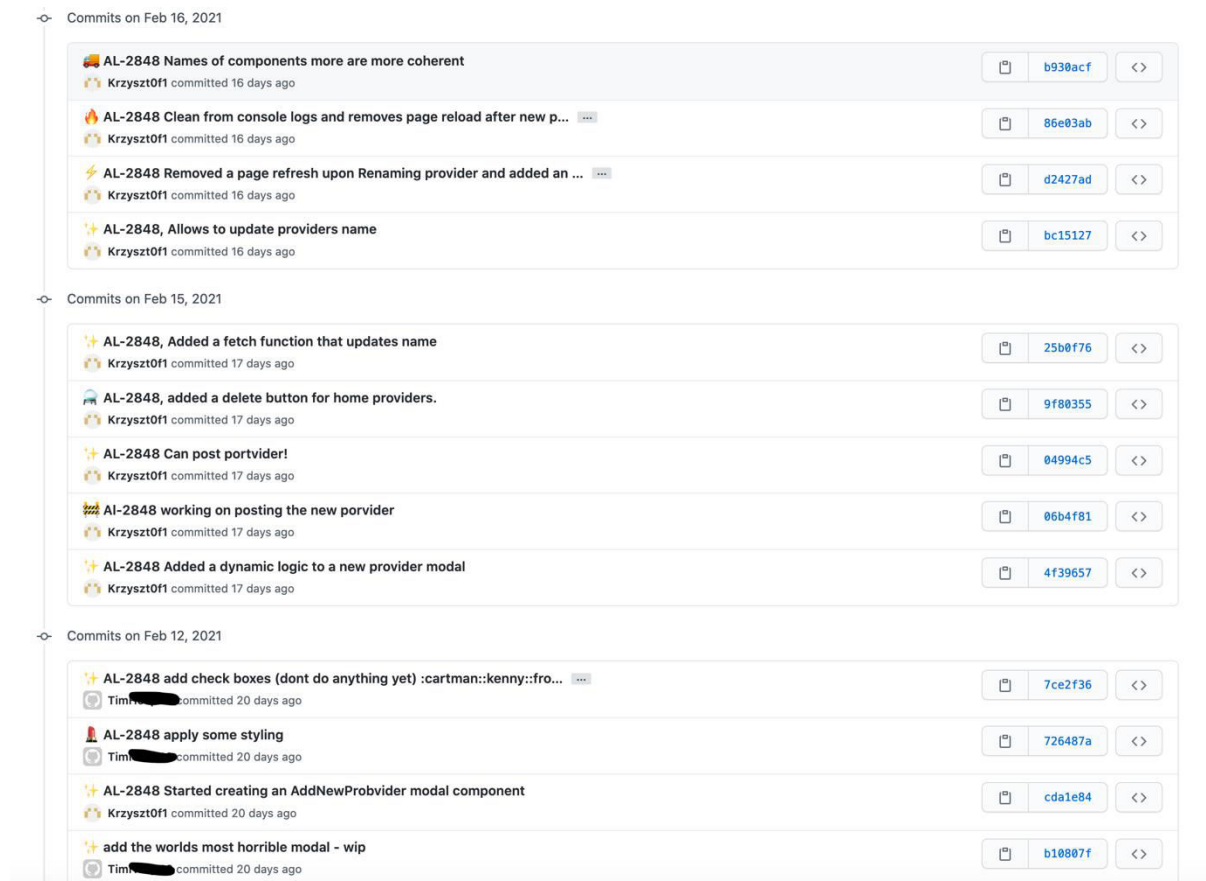 Commits on Feb 16, 2021
AL-2848 Names of components more are more coherent
b930acf
Krzyszt0f1 committed 16 days ago
AL-2848 Clean from console logs and removes page reload after new p... ...
86e03ab
Krzyszt0f1 committed 16 days ago
AL-2848 Removed a page refresh upon Renaming provider and added an ... ...
d2427ad
Krzyszt0f1 committed 16 days ago
AL-2848, Allows to update providers name
bc15127
Krzyszt0f1 committed 16 days ago
Commits on Feb 15, 2021
AL-2848, Added a fetch function that updates name
25b0f76
Krzyszt0f1 committed 17 days ago
AL-2848, added a delete button for home providers.
9f80355
Krzyszt0f1 committed 17 days ago
AL-2848 Can post portvider!
04994c5
Krzyszt0f1 committed 17 days ago
Al-2848 working on posting the new porvider
06b4f81
Krzyszt0f1 committed 17 days ago
AL-2848 Added a dynamic logic to a new provider modal
4f39657
Krzyszt0f1 committed 17 days ago
Commits on Feb 12, 2021
AL-2848 add check boxes (dont do anything yet) :cartman::kenny::fro... ...
7ce2f36
committed 20 days ago
AL-2848 apply some styling
726487a
committed 20 days ago
AL-2848 Started creating an AddNewProbvider modal component
cda1e84
Krzyszt0f1 committed 20 days ago
add the worlds most horrible modal - wip
b10807f
committed 20 days ago